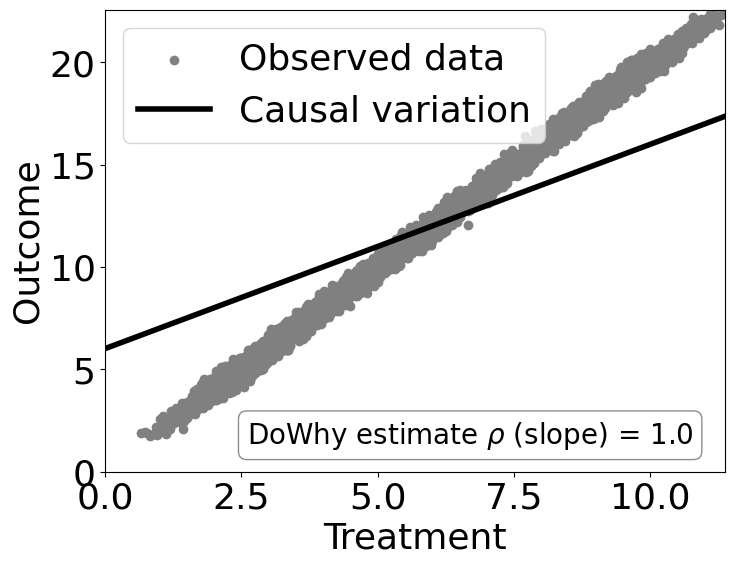 Observed data
Causal variation
20
15
10
5
0
Outcome
DoWhy estimate ρ (slope) = 1.0
0.0 2.5 5.0 7.5 10.0
Treatment